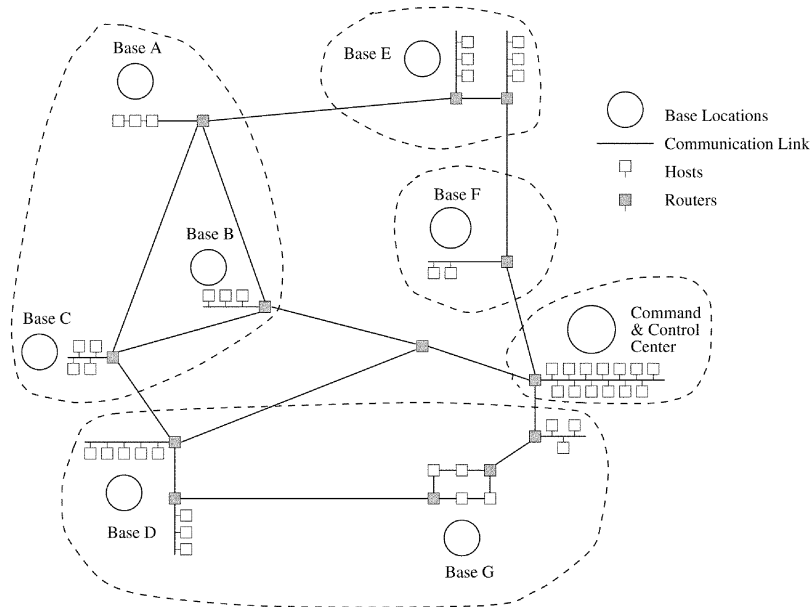 Base A
Base E
Base Locations
Communication Link
Hosts
Routers
Base F
Base B
Base C
Command
& Control
Center
Base D
Base G